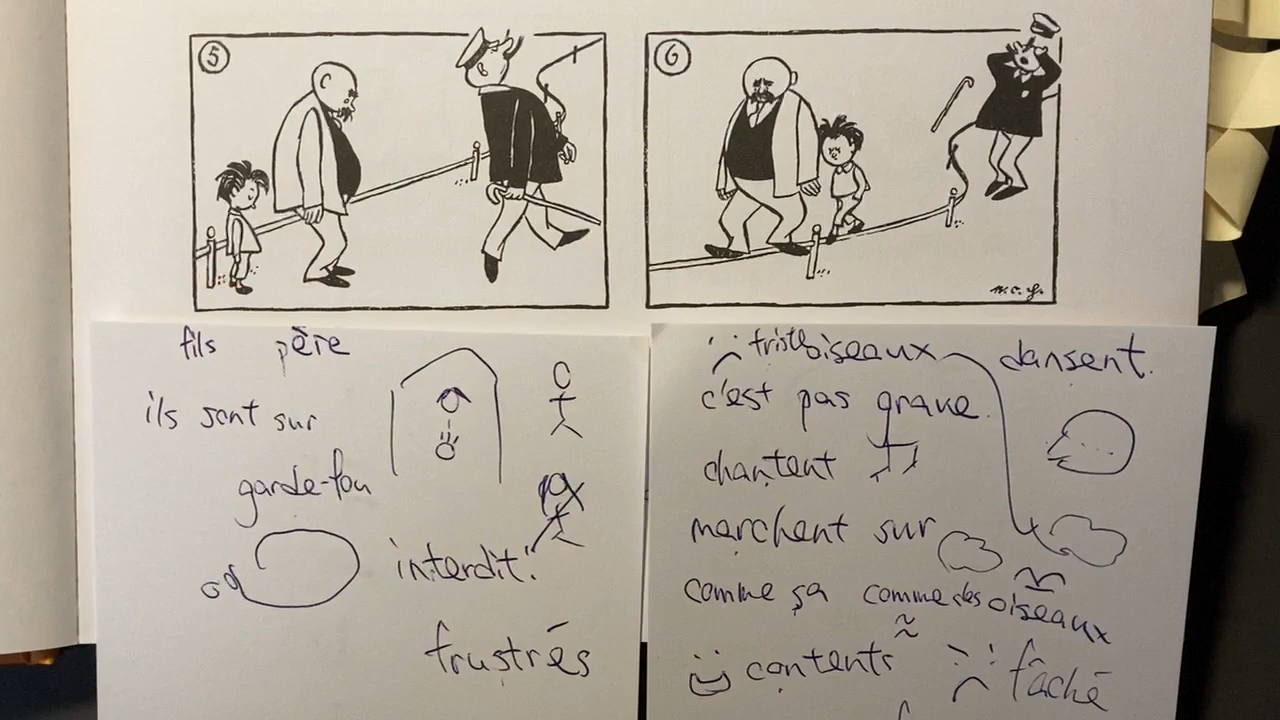 5
6
M.O.G.
fils père
ils sont sur
garde-fou
interdit!
frustrés
triste oiseaux dansent.
c'est pas grave.
chantent
marchent sur
comme ça comme des oiseaux
contents fâché